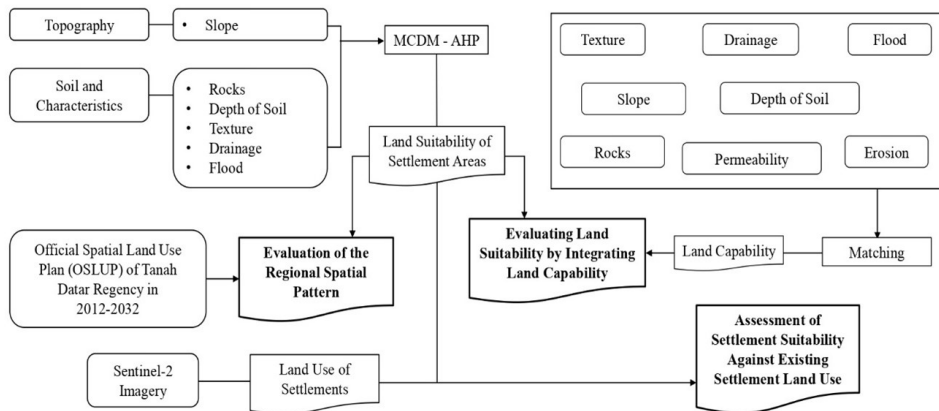 Topography
• Slope
MCDM - AHP
Soil and
Characteristics
• Rocks
• Depth of Soil
• Texture
• Drainage
• Flood
Land Suitability of
Settlement Areas
Texture
Drainage
Flood
Slope
Depth of Soil
Rocks
Permeability
Erosion
Official Spatial Land Use
Plan (OSLUP) of Tanah
Datar Regency in
2012-2032
Evaluation of the
Regional Spatial
Pattern
Evaluating Land
Suitability by Integrating
Land Capability
Land Capability
Matching
Sentinel-2
Imagery
Land Use of
Settlements
Assessment of
Settlement Suitability
Against Existing
Settlement Land Use